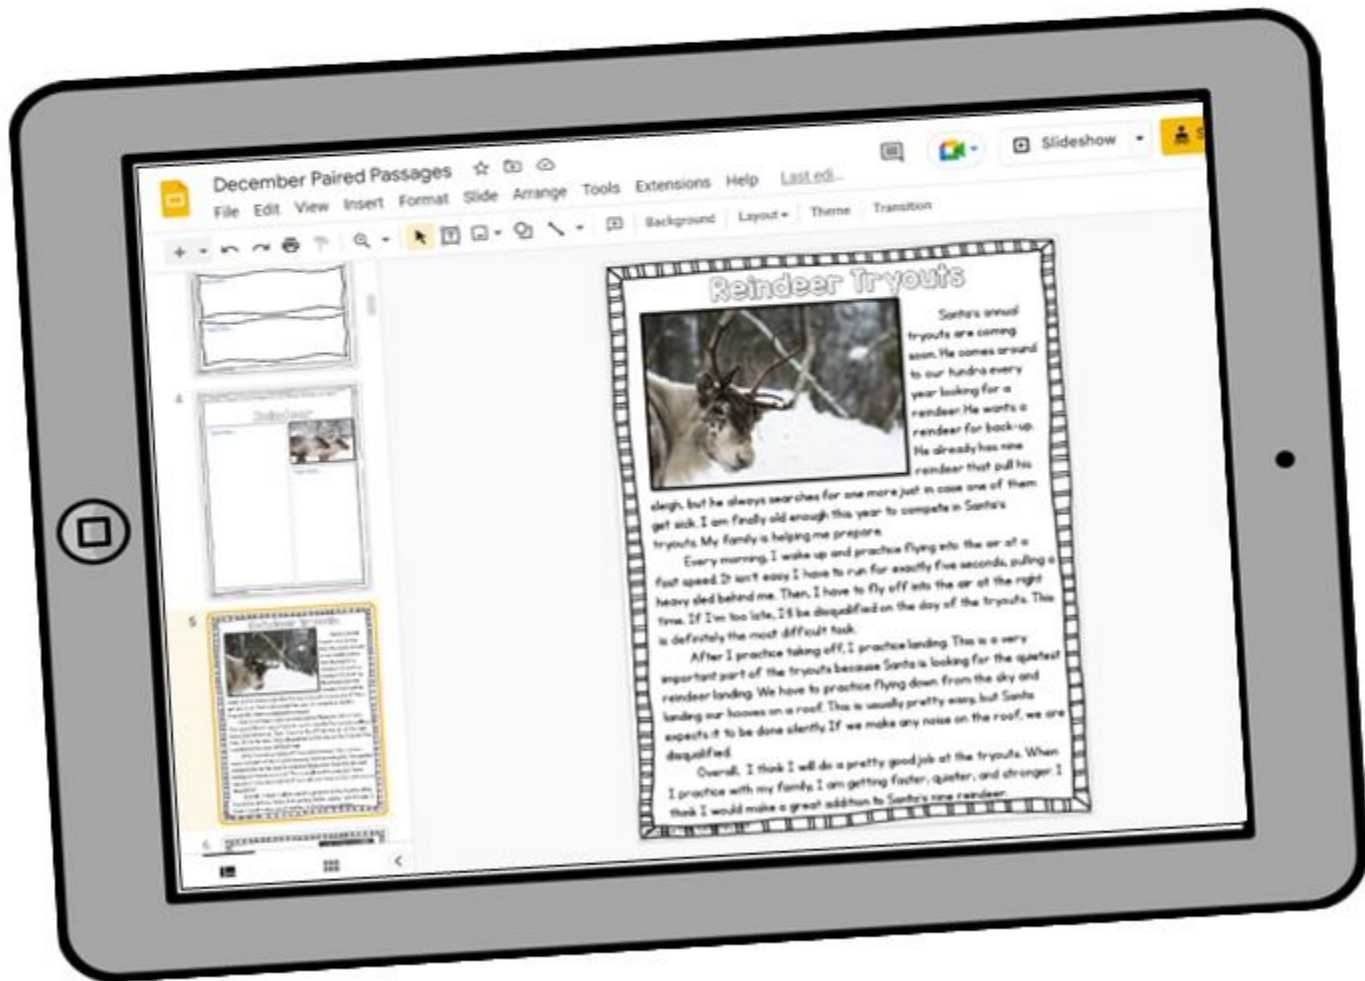 December Paired Passages
Slideshow
File Edit View Insert Format Slide Arrange Tools Extensions Help Last edi...
Background Layout Theme Transition
4
Reindeer
5
6
Reindeer Tryouts
Santa's annual
tryouts are coming
soon. He comes around
to our tundra every
year looking for a
reindeer. He wants a
reindeer for back-up.
He already has nine
reindeer that pull his
sleigh, but he always searches for one more just in case one of them
get sick. I am finally old enough this year to compete in Santa's
tryouts. My family is helping me prepare.
Every morning, I wake up and practice flying into the air at a
fast speed. It isn't easy. I have to run for exactly five seconds, pulling a
heavy sled behind me. Then, I have to fly off into the air at the right
time. If I'm too late, I'll be disqualified on the day of the tryouts. This
is definitely the most difficult task.
After I practice taking off, I practice landing. This is a very
important part of the tryouts because Santa is looking for the quietest
reindeer landing. We have to practice flying down from the sky and
landing our hooves on a roof. This is usually pretty easy, but Santa
expects it to be done silently. If we make any noise on the roof, we are
disqualified.
Overall, I think I will do a pretty good job at the tryouts. When
I practice with my family, I am getting faster, quieter, and stronger. I
think I would make a great addition to Santa's nine reindeer.